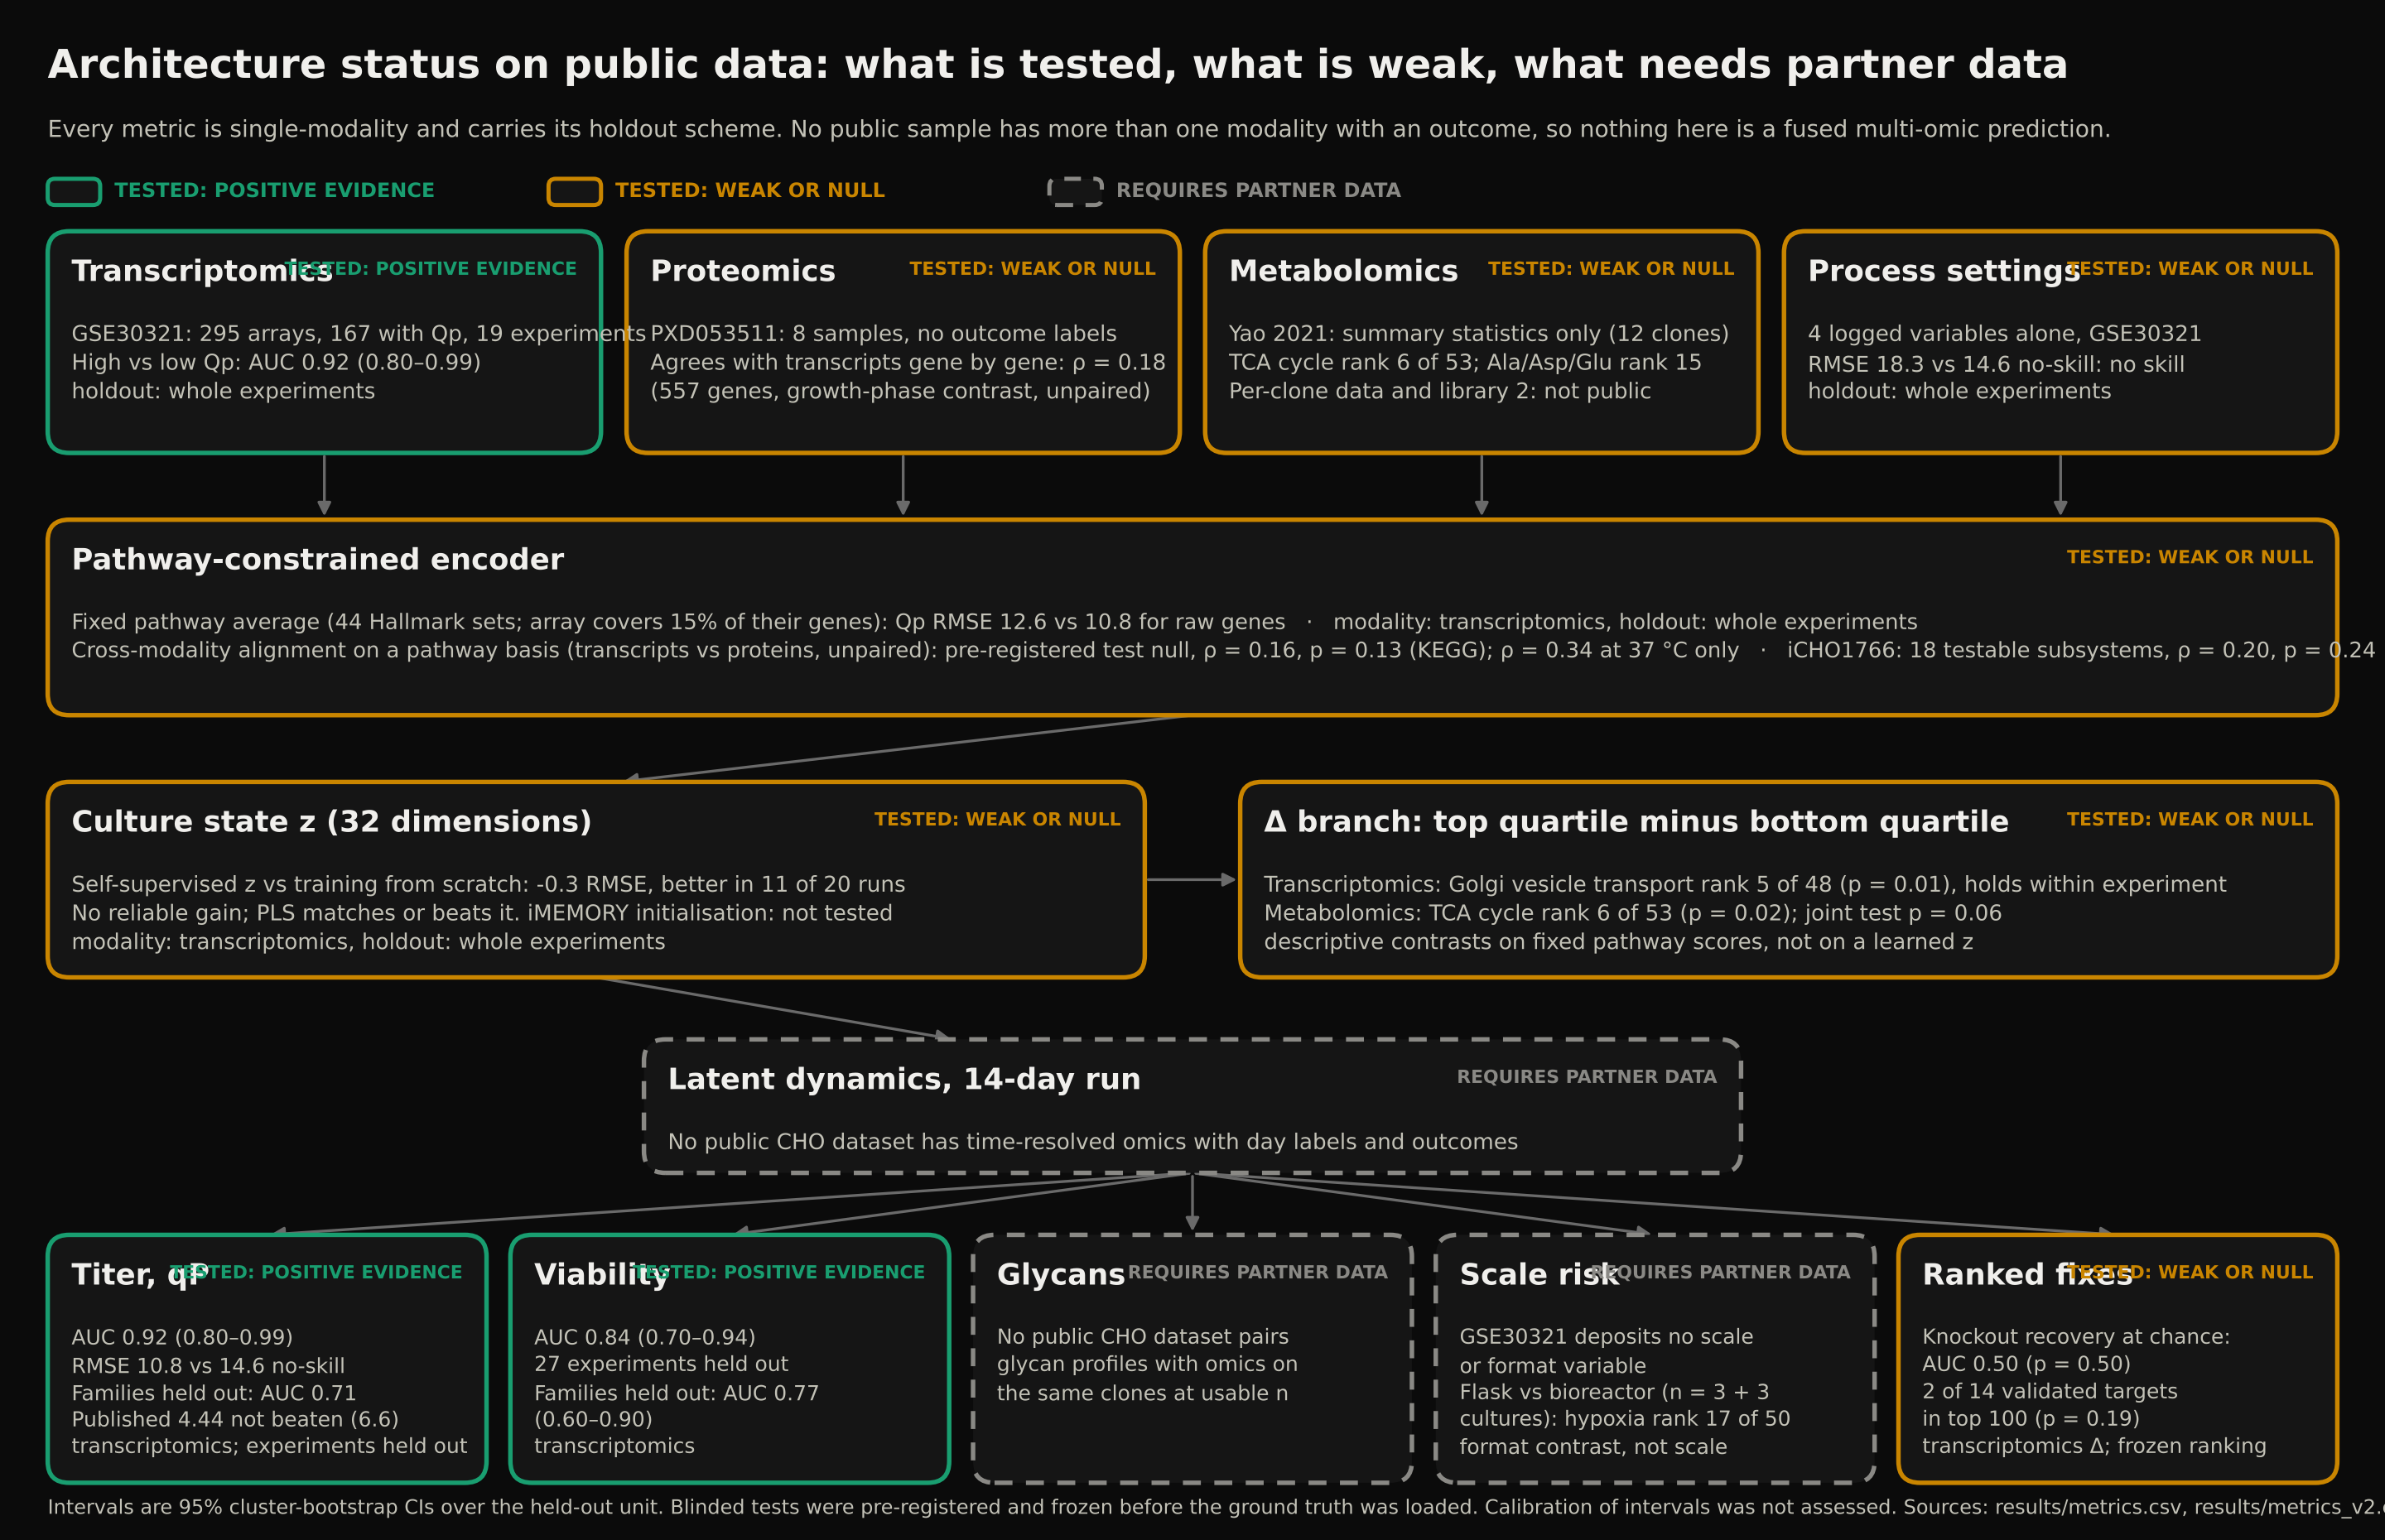 Architecture status on public data: what is tested, what is weak, what needs partner data
Every metric is single-modality and carries its holdout scheme. No public sample has more than one modality with an outcome, so nothing here is a fused multi-omic prediction.
TESTED: POSITIVE EVIDENCE
TESTED: WEAK OR NULL
REQUIRES PARTNER DATA
Transcriptomics
TESTED: POSITIVE EVIDENCE
GSE30321: 295 arrays, 167 with Qp, 19 experiments
High vs low Qp: AUC 0.92 (0.80–0.99)
holdout: whole experiments
Proteomics
TESTED: WEAK OR NULL
PXD053511: 8 samples, no outcome labels
Agrees with transcripts gene by gene: ρ = 0.18
(557 genes, growth-phase contrast, unpaired)
Metabolomics
TESTED: WEAK OR NULL
Yao 2021: summary statistics only (12 clones)
TCA cycle rank 6 of 53; Ala/Asp/Glu rank 15
Per-clone data and library 2: not public
Process settings
TESTED: WEAK OR NULL
4 logged variables alone, GSE30321
RMSE 18.3 vs 14.6 no-skill: no skill
holdout: whole experiments
Pathway-constrained encoder
TESTED: WEAK OR NULL
Fixed pathway average (44 Hallmark sets; array covers 15% of their genes): Qp RMSE 12.6 vs 10.8 for raw genes · modality: transcriptomics, holdout: whole experiments
Cross-modality alignment on a pathway basis (transcripts vs proteins, unpaired): pre-registered test null, ρ = 0.16, p = 0.13 (KEGG); ρ = 0.34 at 37 °C only · iCHO1766: 18 testable subsystems, ρ = 0.20, p = 0.24
Culture state z (32 dimensions)
TESTED: WEAK OR NULL
Self-supervised z vs training from scratch: -0.3 RMSE, better in 11 of 20 runs
No reliable gain; PLS matches or beats it. iMEMORY initialisation: not tested
modality: transcriptomics, holdout: whole experiments
Δ branch: top quartile minus bottom quartile
TESTED: WEAK OR NULL
Transcriptomics: Golgi vesicle transport rank 5 of 48 (p = 0.01), holds within experiment
Metabolomics: TCA cycle rank 6 of 53 (p = 0.02); joint test p = 0.06
descriptive contrasts on fixed pathway scores, not on a learned z
Latent dynamics, 14-day run
REQUIRES PARTNER DATA
No public CHO dataset has time-resolved omics with day labels and outcomes
Titer, qP
TESTED: POSITIVE EVIDENCE
AUC 0.92 (0.80–0.99)
RMSE 10.8 vs 14.6 no-skill
Families held out: AUC 0.71
Published 4.44 not beaten (6.6)
transcriptomics; experiments held out
Viability
TESTED: POSITIVE EVIDENCE
AUC 0.84 (0.70–0.94)
27 experiments held out
Families held out: AUC 0.77
(0.60–0.90)
transcriptomics
Glycans
REQUIRES PARTNER DATA
No public CHO dataset pairs
glycan profiles with omics on
the same clones at usable n
Scale risk
REQUIRES PARTNER DATA
GSE30321 deposits no scale
or format variable
Flask vs bioreactor (n = 3 + 3
cultures): hypoxia rank 17 of 50
format contrast, not scale
Ranked fixes
TESTED: WEAK OR NULL
Knockout recovery at chance:
AUC 0.50 (p = 0.50)
2 of 14 validated targets
in top 100 (p = 0.19)
transcriptomics Δ; frozen ranking
Intervals are 95% cluster-bootstrap CIs over the held-out unit. Blinded tests were pre-registered and frozen before the ground truth was loaded. Calibration of intervals was not assessed. Sources: results/metrics.csv, results/metrics_v2.